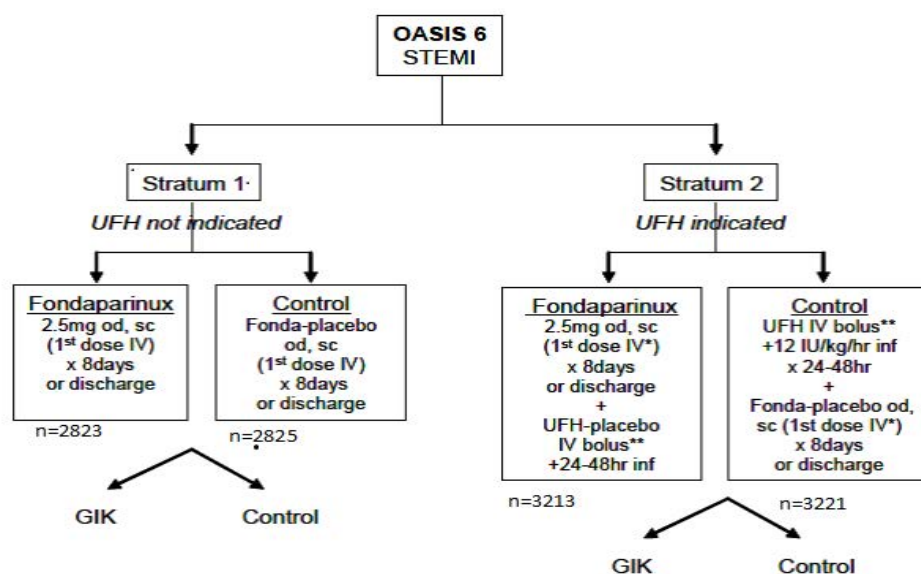 OASIS 6
STEMI
Stratum 1
Stratum 2
UFH not indicated
UFH indicated
Fondaparinux
2.5mg od, sc
(1st dose IV)
x 8days
or discharge
Control
Fonda-placebo
od, sc
(1st dose IV)
x 8days
or discharge
Fondaparinux
2.5mg od, sc
(1st dose IV*)
x 8days
or discharge
+
UFH-placebo
IV bolus**
+24-48hr inf
Control
UFH IV bolus**
+12 IU/kg/hr inf
x 24-48hr
+
Fonda-placebo od,
sc (1st dose IV*)
x 8days
or discharge
n=2823
n=2825
n=3213
n=3221
GIK
Control
GIK
Control